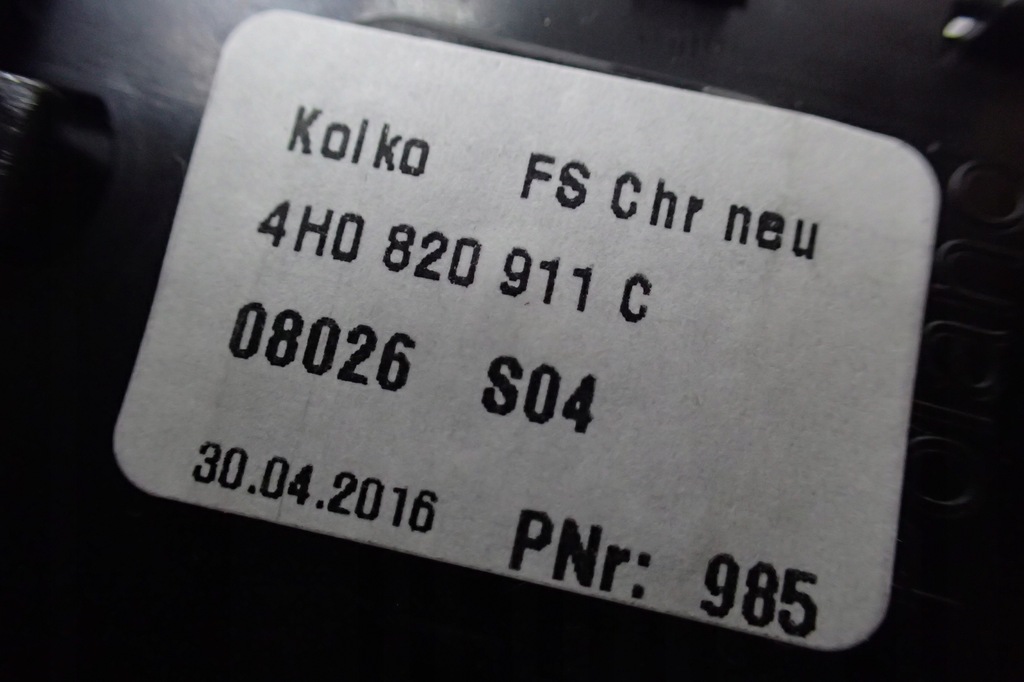 Kolko FS Chr neu
4H0 820 911 C
08026 S04
30.04.2016 PNr: 985